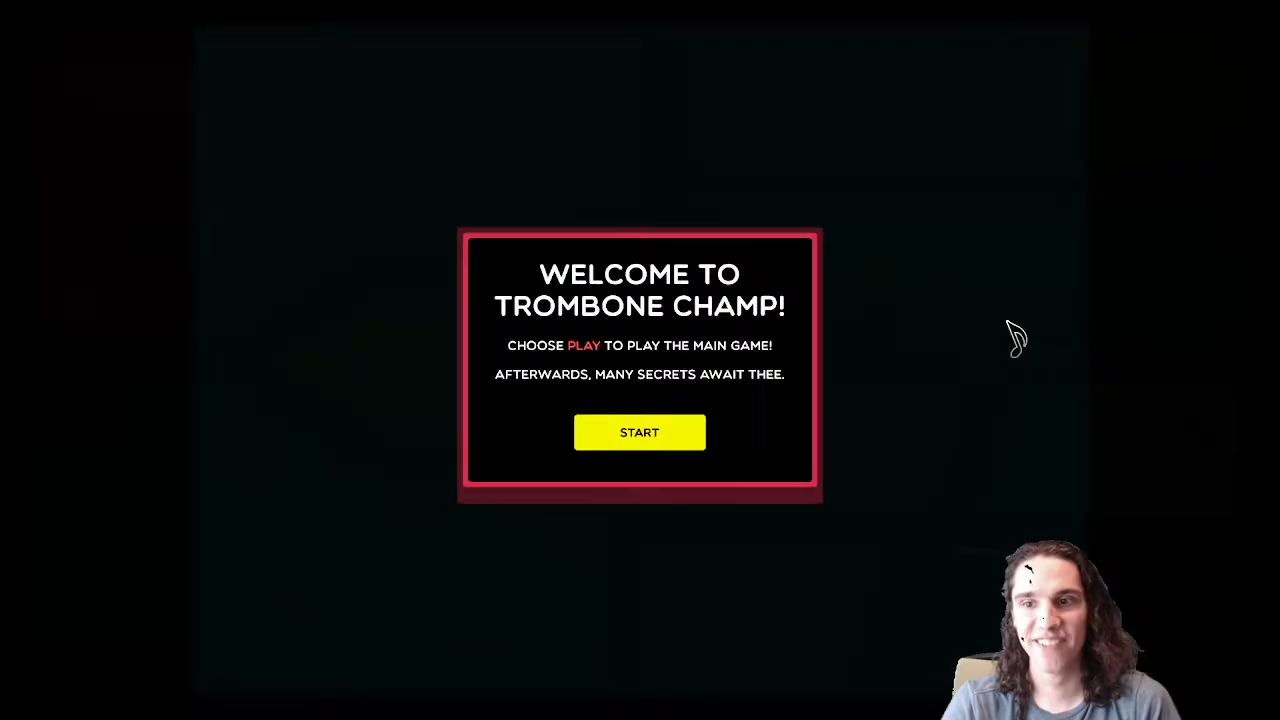 WELCOME TO
TROMBONE CHAMP!
CHOOSE PLAY TO PLAY THE MAIN GAME!
AFTERWARDS, MANY SECRETS AWAIT THEE.
START